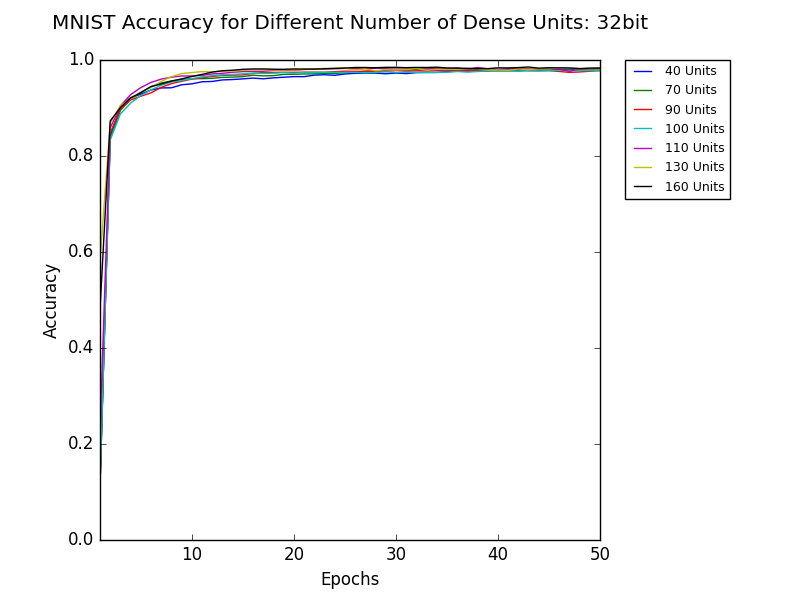 MNIST Accuracy for Different Number of Dense Units: 32bit
1.0
0.8
0.6
0.4
0.2
0.0
Accuracy
10 20 30 40 50
Epochs
40 Units
70 Units
90 Units
100 Units
110 Units
130 Units
160 Units